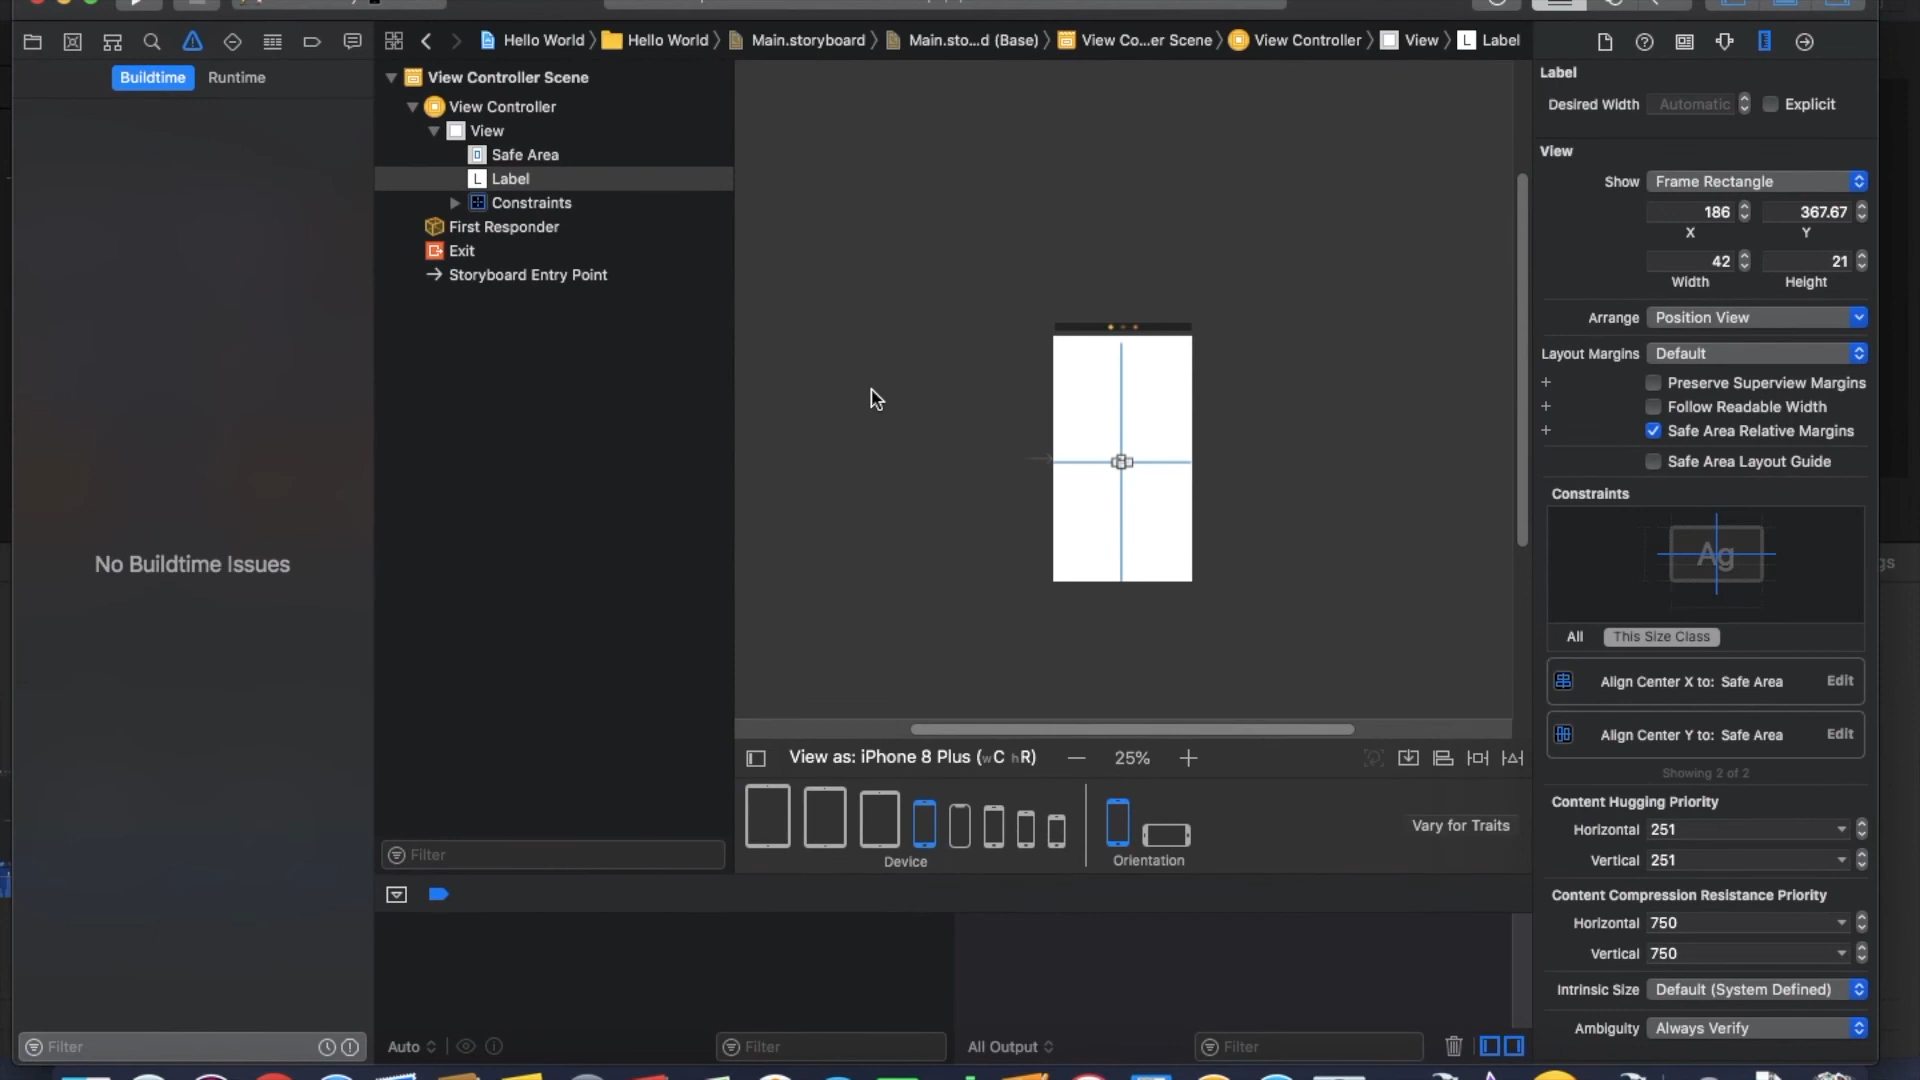 Hello World
Hello World
Main.storyboard
Main.sto...d (Base)
View Co...er Scene
View Controller
View
L Label
Buildtime
Runtime
No Buildtime Issues
Filter
View Controller Scene
View Controller
View
Safe Area
L Label
Constraints
First Responder
Exit
Storyboard Entry Point
Filter
View as: iPhone 8 Plus (wC hR)
25%
Device
Orientation
Vary for Traits
Auto
Filter
All Output
Filter
Label
Desired Width Automatic Explicit
View
Show Frame Rectangle
186 367.67
X Y
42 21
Width Height
Arrange Position View
Layout Margins Default
Preserve Superview Margins
Follow Readable Width
Safe Area Relative Margins
Safe Area Layout Guide
Constraints
Ag
All This Size Class
Align Center X to: Safe Area Edit
Align Center Y to: Safe Area Edit
Showing 2 of 2
Content Hugging Priority
Horizontal 251
Vertical 251
Content Compression Resistance Priority
Horizontal 750
Vertical 750
Intrinsic Size Default (System Defined)
Ambiguity Always Verify